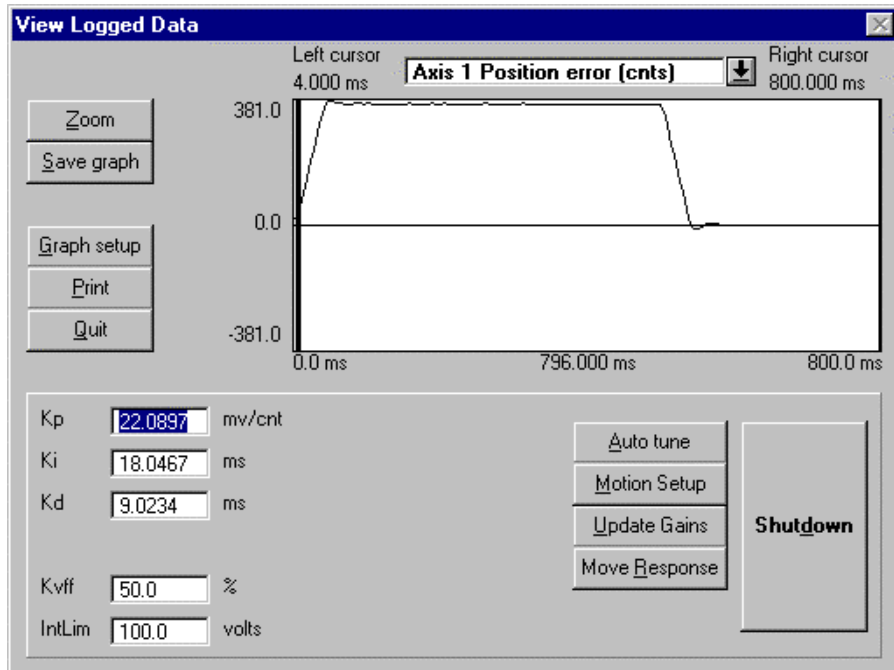 View Logged Data
Left cursor
4.000 ms
Axis 1 Position error (cnts)
Right cursor
800.000 ms
Zoom
Save graph
Graph setup
Print
Quit
381.0
0.0
-381.0
0.0 ms
796.000 ms
800.0 ms
Kp 22.0897 mv/cnt
Ki 18.0467 ms
Kd 9.0234 ms
Kvff 50.0 %
IntLim 100.0 volts
Auto tune
Motion Setup
Update Gains
Move Response
Shutdown